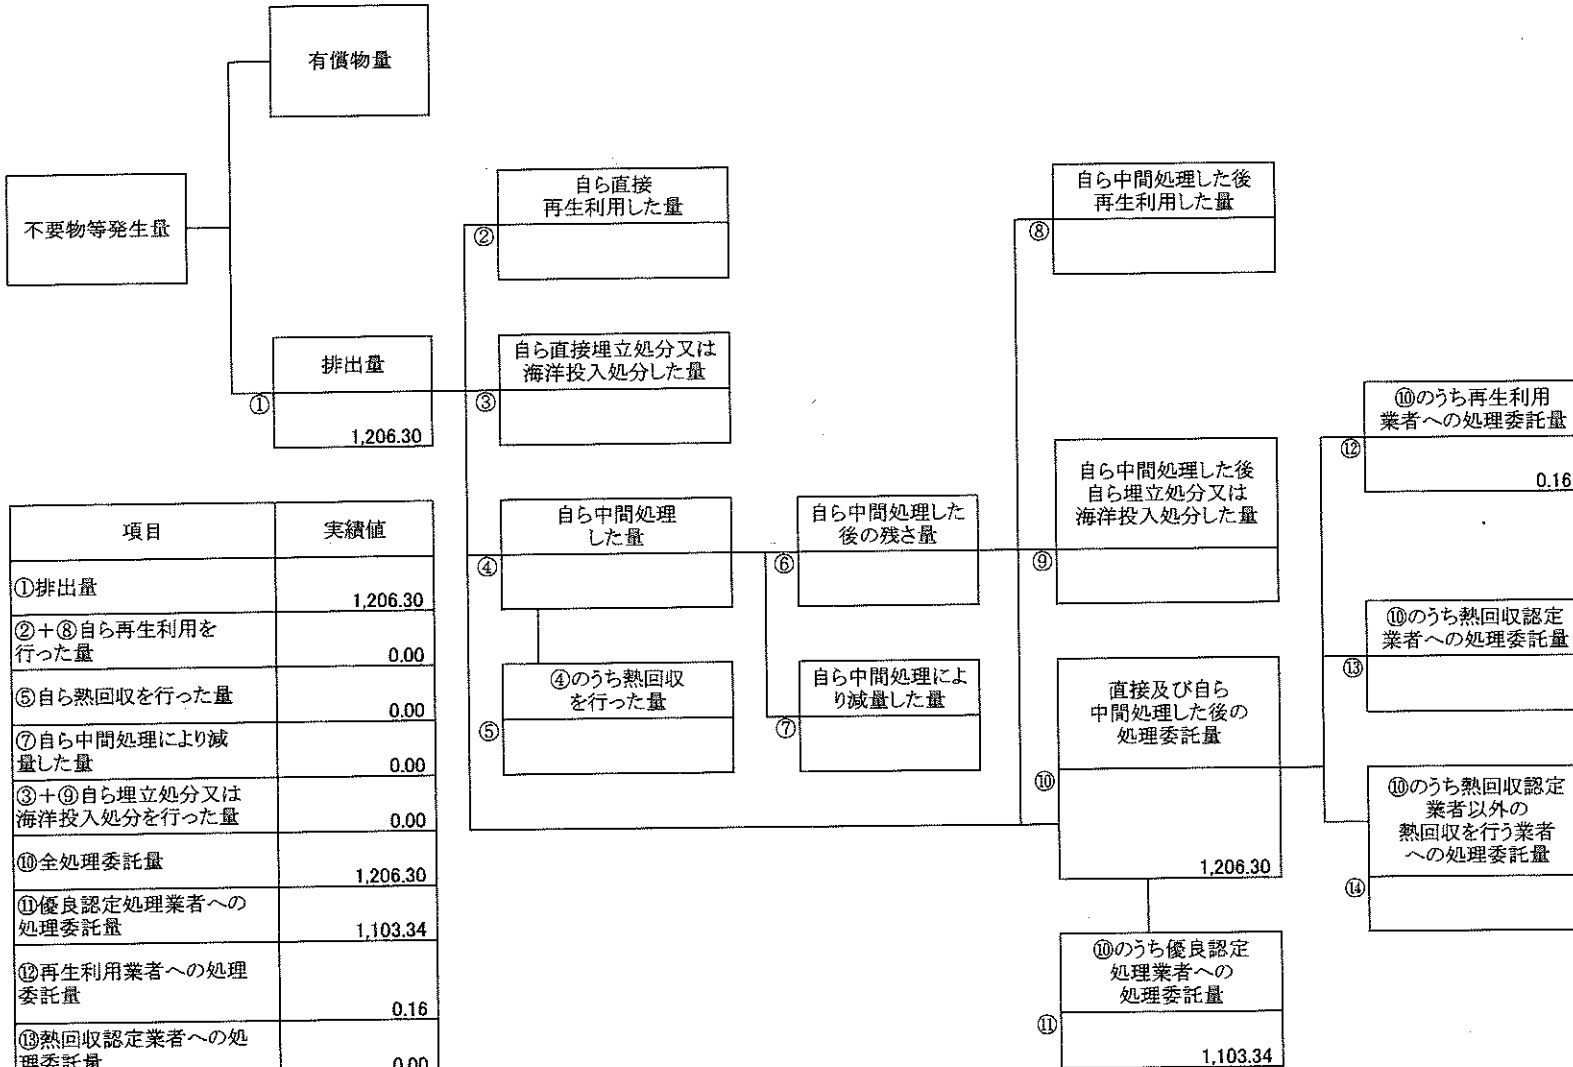 有償物量
不要物等発生量
排出量
①
1,206.30
自ら直接
再生利用した量
②
自ら直接埋立処分又は
海洋投入処分した量
③
自ら中間処理
した量
④
④のうち熱回収
を行った量
⑤
自ら中間処理した
後の残さ量
⑥
自ら中間処理によ
り減量した量
⑦
自ら中間処理した後
再生利用した量
⑧
自ら中間処理した後
自ら埋立処分又は
海洋投入処分した量
⑨
直接及び自ら
中間処理した後の
処理委託量
⑩
1,206.30
⑩のうち優良認定
処理業者への
処理委託量
⑪
1,103.34
⑩のうち再生利用
業者への処理委託量
⑫
0.16
⑩のうち熱回収認定
業者への処理委託量
⑬
⑩のうち熱回収認定
業者以外の
熱回収を行う業者
への処理委託量
⑭
項目 実績値
①排出量 1,206.30
②+⑧自ら再生利用を
行った量 0.00
⑤自ら熱回収を行った量 0.00
⑦自ら中間処理により減
量した量 0.00
③+⑨自ら埋立処分又は
海洋投入処分を行った量 0.00
⑩全処理委託量 1,206.30
⑪優良認定処理業者への
処理委託量 1,103.34
⑫再生利用業者への処理
委託量 0.16
⑬熱回収認定業者への処
理委託量 0.00